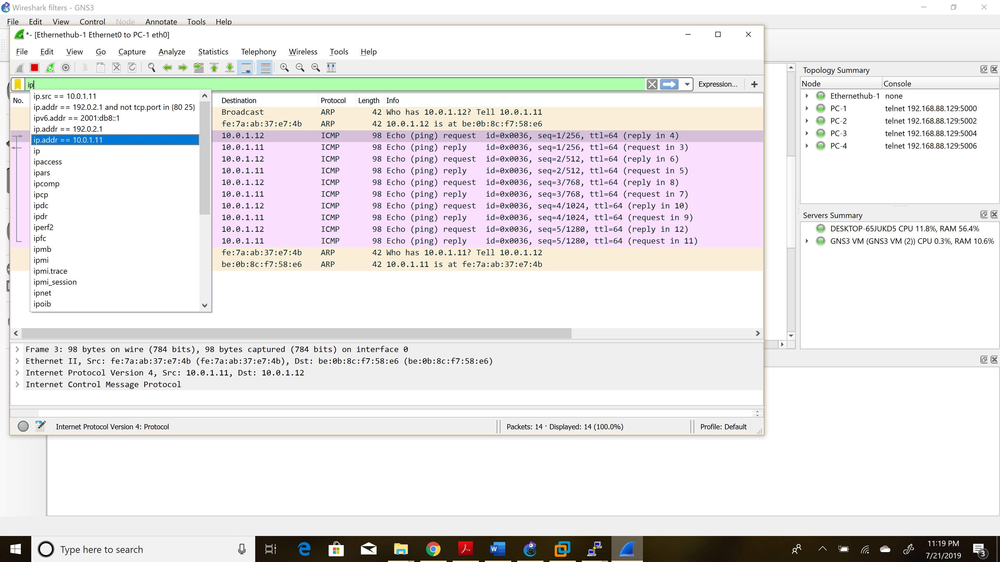 Wireshark filters - GNS3
File Edit View Control Node Annotate Tools Help
*- [Ethernethub-1 Ethernet0 to PC-1 eth0]
File Edit View Go Capture Analyze Statistics Telephony Wireless Tools Help
ip
Expression... +
ip.src == 10.0.1.11
ip.addr == 192.0.2.1 and not tcp.port in {80 25}
ipv6.addr == 2001:db8::1
ip.addr == 192.0.2.1
ip.addr == 10.0.1.11
ip
ipaccess
ipars
ipcomp
ipcp
ipdc
ipdr
iperf2
ipfc
ipmb
ipmi
ipmi.trace
ipmi_session
ipnet
ipoib
No. Destination Protocol Length Info
Broadcast ARP 42 Who has 10.0.1.12? Tell 10.0.1.11
fe:7a:ab:37:e7:4b ARP 42 10.0.1.12 is at be:0b:8c:f7:58:e6
10.0.1.12 ICMP 98 Echo (ping) request id=0x0036, seq=1/256, ttl=64 (reply in 4)
10.0.1.11 ICMP 98 Echo (ping) reply id=0x0036, seq=1/256, ttl=64 (request in 3)
10.0.1.12 ICMP 98 Echo (ping) request id=0x0036, seq=2/512, ttl=64 (reply in 6)
10.0.1.11 ICMP 98 Echo (ping) reply id=0x0036, seq=2/512, ttl=64 (request in 5)
10.0.1.12 ICMP 98 Echo (ping) request id=0x0036, seq=3/768, ttl=64 (reply in 8)
10.0.1.11 ICMP 98 Echo (ping) reply id=0x0036, seq=3/768, ttl=64 (request in 7)
10.0.1.12 ICMP 98 Echo (ping) request id=0x0036, seq=4/1024, ttl=64 (reply in 10)
10.0.1.11 ICMP 98 Echo (ping) reply id=0x0036, seq=4/1024, ttl=64 (request in 9)
10.0.1.12 ICMP 98 Echo (ping) request id=0x0036, seq=5/1280, ttl=64 (reply in 12)
10.0.1.11 ICMP 98 Echo (ping) reply id=0x0036, seq=5/1280, ttl=64 (request in 11)
fe:7a:ab:37:e7:4b ARP 42 Who has 10.0.1.11? Tell 10.0.1.12
be:0b:8c:f7:58:e6 ARP 42 10.0.1.11 is at fe:7a:ab:37:e7:4b
Frame 3: 98 bytes on wire (784 bits), 98 bytes captured (784 bits) on interface 0
Ethernet II, Src: fe:7a:ab:37:e7:4b (fe:7a:ab:37:e7:4b), Dst: be:0b:8c:f7:58:e6 (be:0b:8c:f7:58:e6)
Internet Protocol Version 4, Src: 10.0.1.11, Dst: 10.0.1.12
Internet Control Message Protocol
Internet Protocol Version 4: Protocol
Packets: 14 · Displayed: 14 (100.0%)
Profile: Default
Topology Summary
Node Console
Ethernethub-1 none
PC-1 telnet 192.168.88.129:5000
PC-2 telnet 192.168.88.129:5002
PC-3 telnet 192.168.88.129:5004
PC-4 telnet 192.168.88.129:5006
Servers Summary
DESKTOP-65JUKD5 CPU 11.8%, RAM 56.4%
GNS3 VM (GNS3 VM (2)) CPU 0.3%, RAM 10.6%
Type here to search
11:19 PM
7/21/2019
3